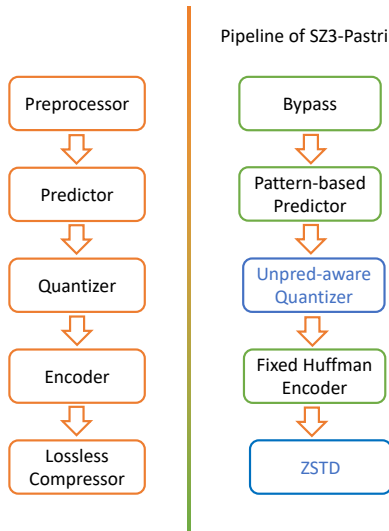 Pipeline of SZ3-Pastri
Preprocessor
Predictor
Quantizer
Encoder
Lossless
Compressor
Bypass
Pattern-based
Predictor
Unpred-aware
Quantizer
Fixed Huffman
Encoder
ZSTD